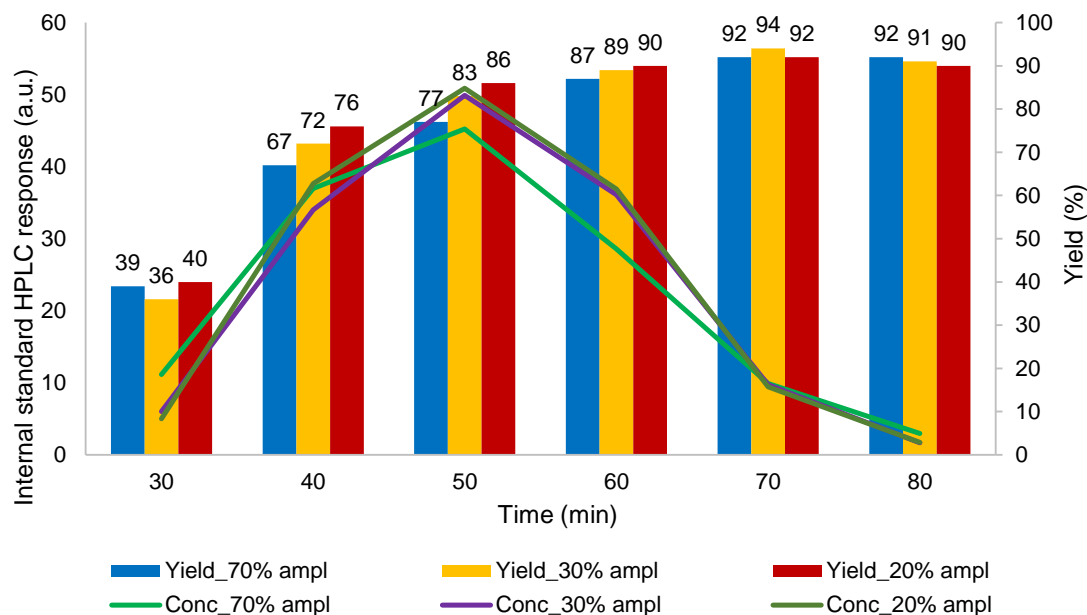 Internal standard HPLC response (a.u.)
60
50
40
30
20
10
0
39 36 40
67 72 76
77 83 86
87 89 90
92 94 92
92 91 90
100
90
80
70
60
50
40
30
20
10
0
Yield (%)
30 40 50 60 70 80
Time (min)
Yield_70% ampl Yield_30% ampl Yield_20% ampl
Conc_70% ampl Conc_30% ampl Conc_20% ampl